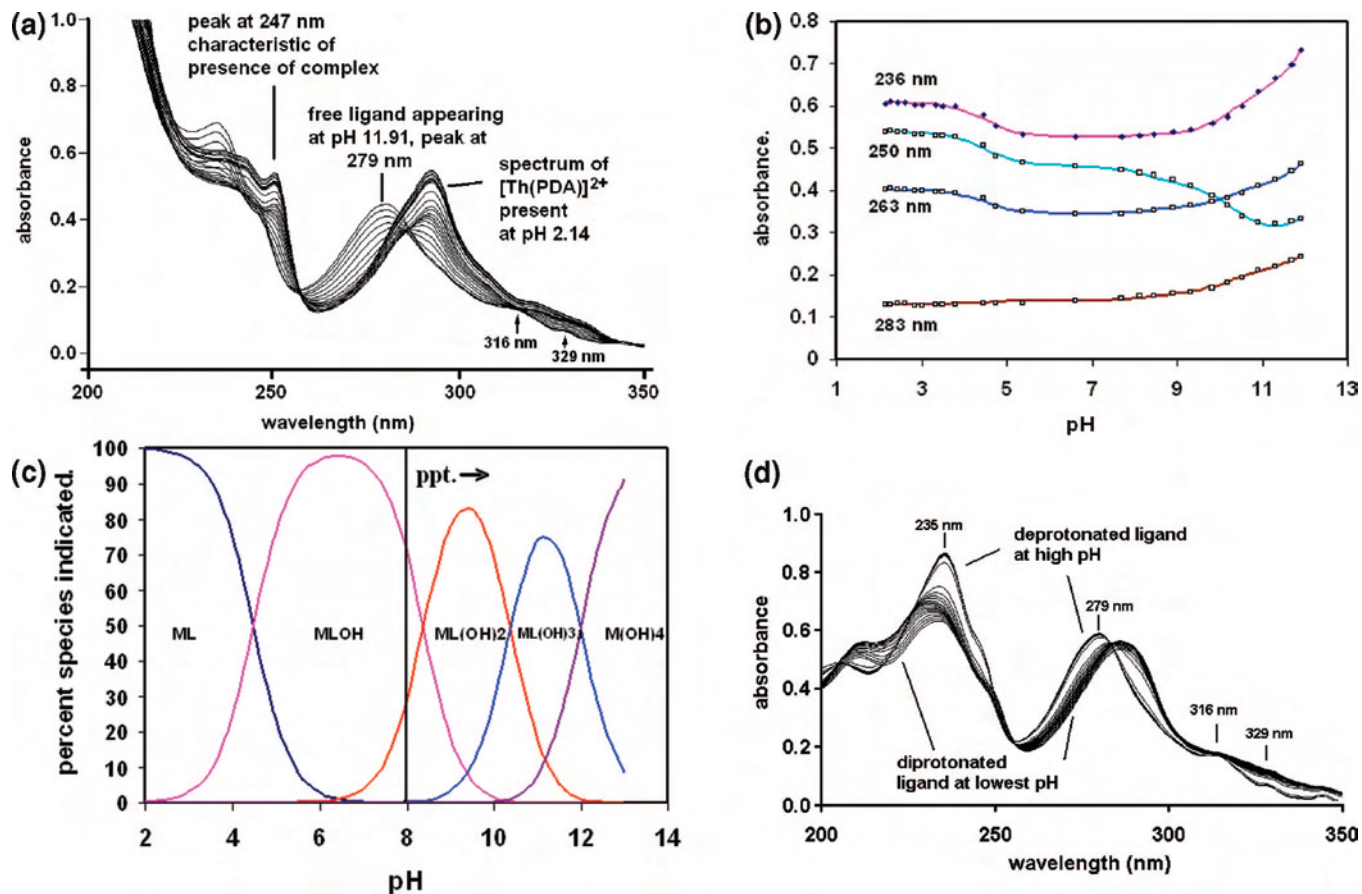 (a)
1.0
0.8
0.6
0.4
0.2
0.0
absorbance
peak at 247 nm
characteristic of
presence of complex
free ligand appearing
at pH 11.91, peak at
279 nm
spectrum of
[Th(PDA)]2+
present
at pH 2.14
316 nm
329 nm
200
250
300
350
wavelength (nm)
(b)
0.8
0.7
0.6
0.5
0.4
0.3
0.2
0.1
0
absorbance.
236 nm
250 nm
263 nm
283 nm
1
3
5
7
9
11
13
pH
(c)
100
90
80
70
60
50
40
30
20
10
0
percent species indicated.
ppt.→
ML
MLOH
ML(OH)2
ML(OH)3
M(OH)4
2
4
6
8
10
12
14
pH
(d)
1.0
0.8
0.6
0.4
0.2
0.0
absorbance
235 nm
deprotonated ligand
at high pH
279 nm
316 nm
329 nm
diprotonated
ligand at lowest pH
200
250
300
350
wavelength (nm)